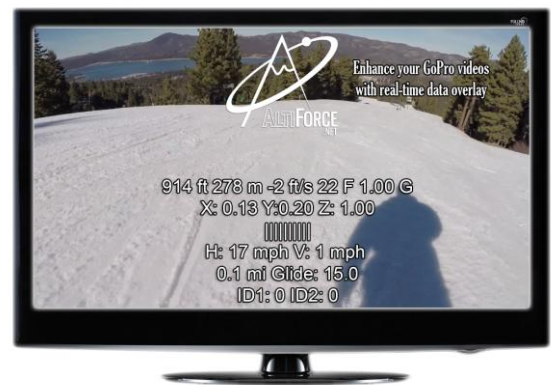 FULL HD
Enhance your GoPro videos
with real-time data overlay
ALTIFORCE
.NET
914 ft 278 m -2 ft/s 22 F 1.00 G
X: 0.13 Y:0.20 Z: 1.00
||||||||||
H: 17 mph V: 1 mph
0.1 mi Glide: 15.0
ID1: 0 ID2: 0